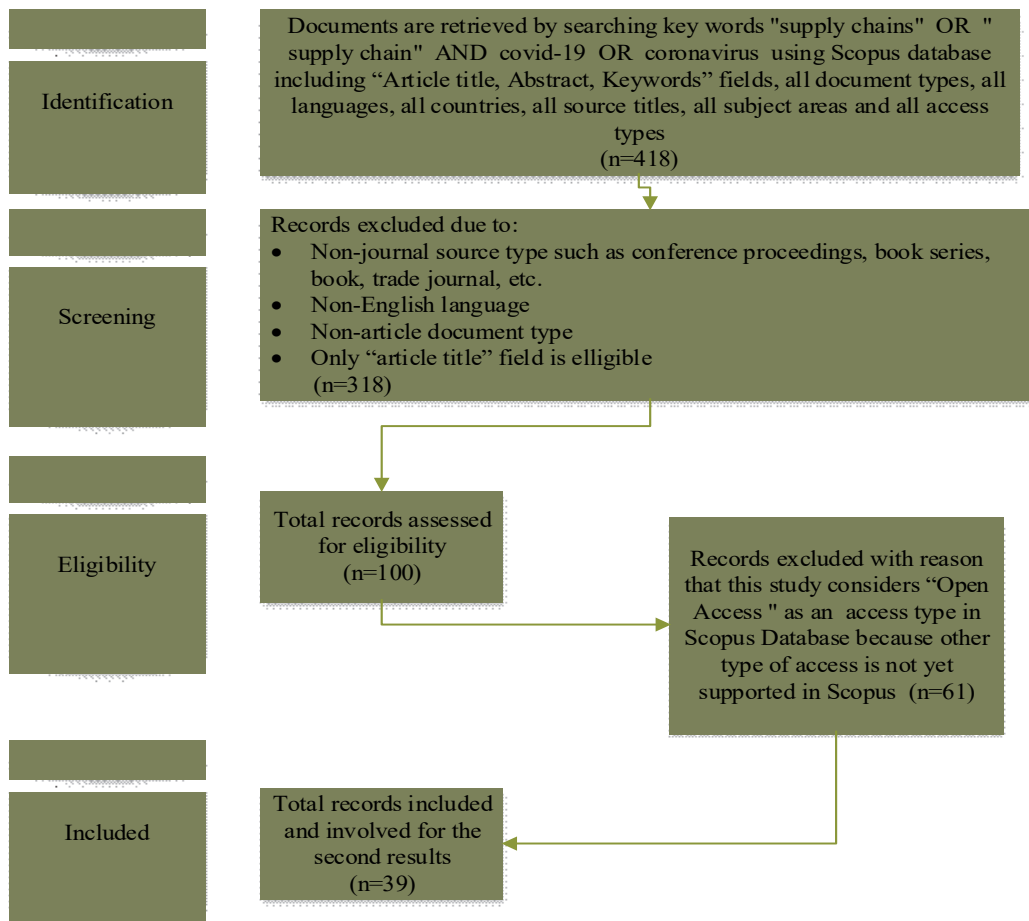 Identification
Documents are retrieved by searching key words "supply chains" OR "
supply chain" AND covid-19 OR coronavirus using Scopus database
including “Article title, Abstract, Keywords” fields, all document types, all
languages, all countries, all source titles, all subject areas and all access
types
(n=418)
Screening
Records excluded due to:
• Non-journal source type such as conference proceedings, book series,
book, trade journal, etc.
• Non-English language
• Non-article document type
• Only “article title” field is elligible
(n=318)
Eligibility
Total records assessed
for eligibility
(n=100)
Records excluded with reason
that this study considers “Open
Access " as an access type in
Scopus Database because other
type of access is not yet
supported in Scopus (n=61)
Included
Total records included
and involved for the
second results
(n=39)